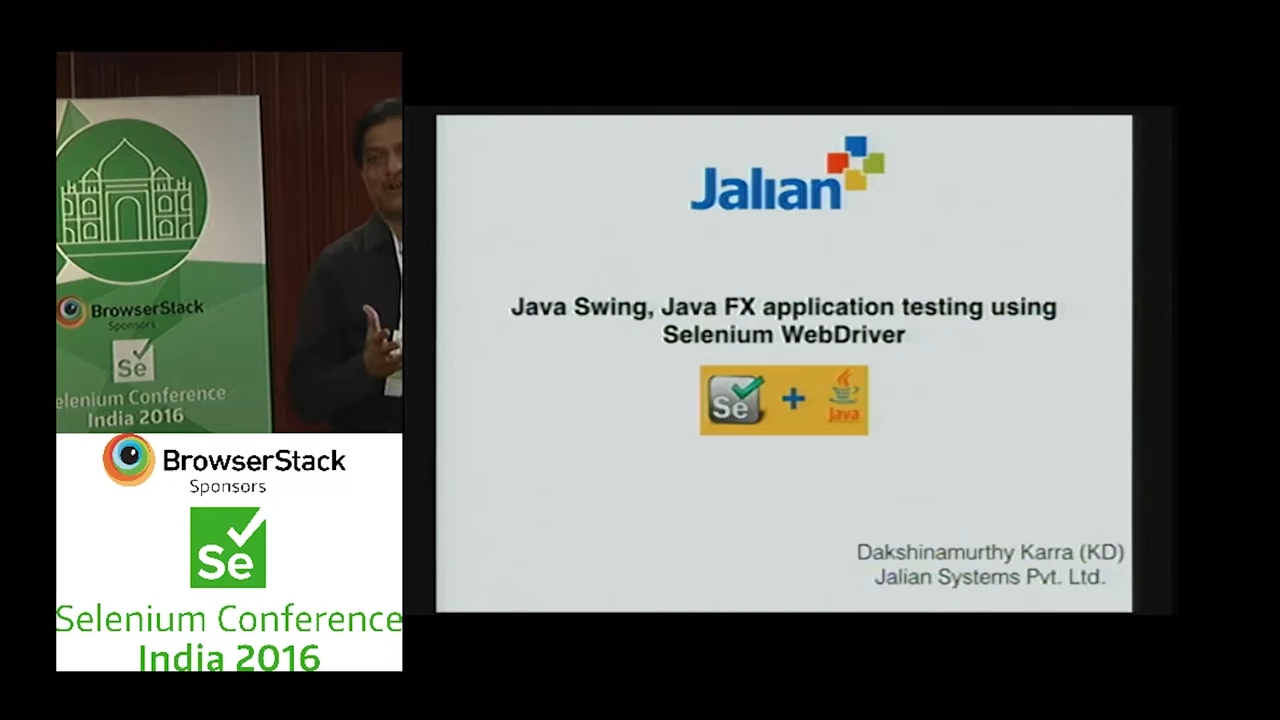 BrowserStack
Sponsors
Se
elenium Conference
India 2016
BrowserStack
Sponsors
Se
Selenium Conference
India 2016
Jalian
Java Swing, Java FX application testing using
Selenium WebDriver
Se + Java
Dakshinamurthy Karra (KD)
Jalian Systems Pvt. Ltd.